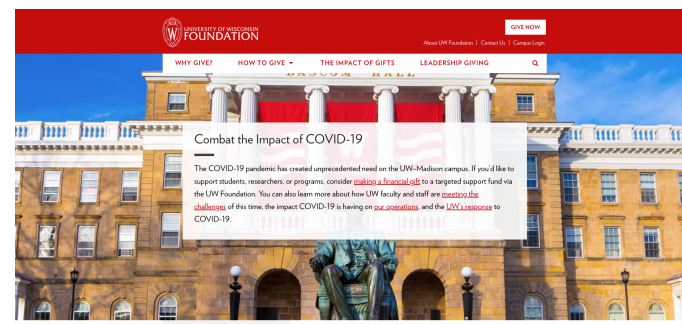 GIVE NOW
UNIVERSITY OF WISCONSIN
FOUNDATION
About UW Foundation | Contact Us | Campus Login
WHY GIVE? HOW TO GIVE THE IMPACT OF GIFTS LEADERSHIP GIVING
BASCOM HALL
Combat the Impact of COVID-19
The COVID-19 pandemic has created unprecedented need on the UW–Madison campus. If you'd like to
support students, researchers, or programs, consider making a financial gift to a targeted support fund via
the UW Foundation. You can also learn more about how UW faculty and staff are meeting the
challenges of this time, the impact COVID-19 is having on our operations, and the UW's response to
COVID-19.